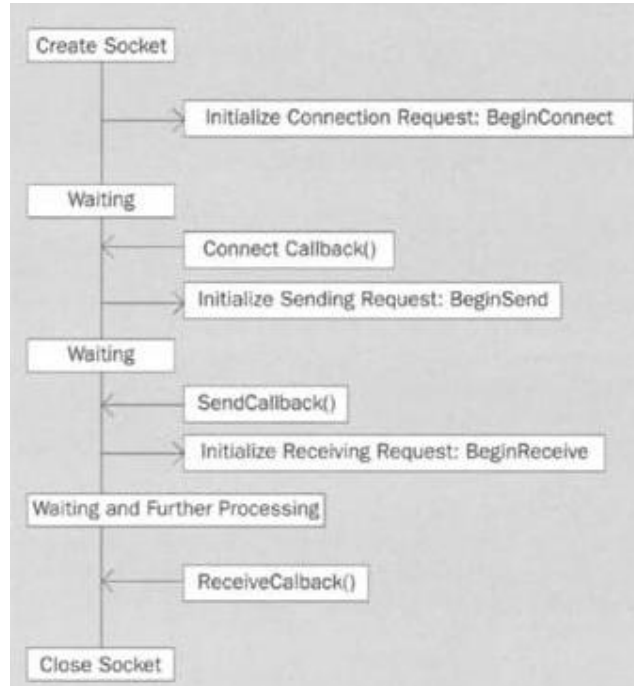 Create Socket
Initialize Connection Request: BeginConnect
Waiting
Connect Callback()
Initialize Sending Request: BeginSend
Waiting
SendCallback()
Initialize Receiving Request: BeginReceive
Waiting and Further Processing
ReceiveCalback()
Close Socket